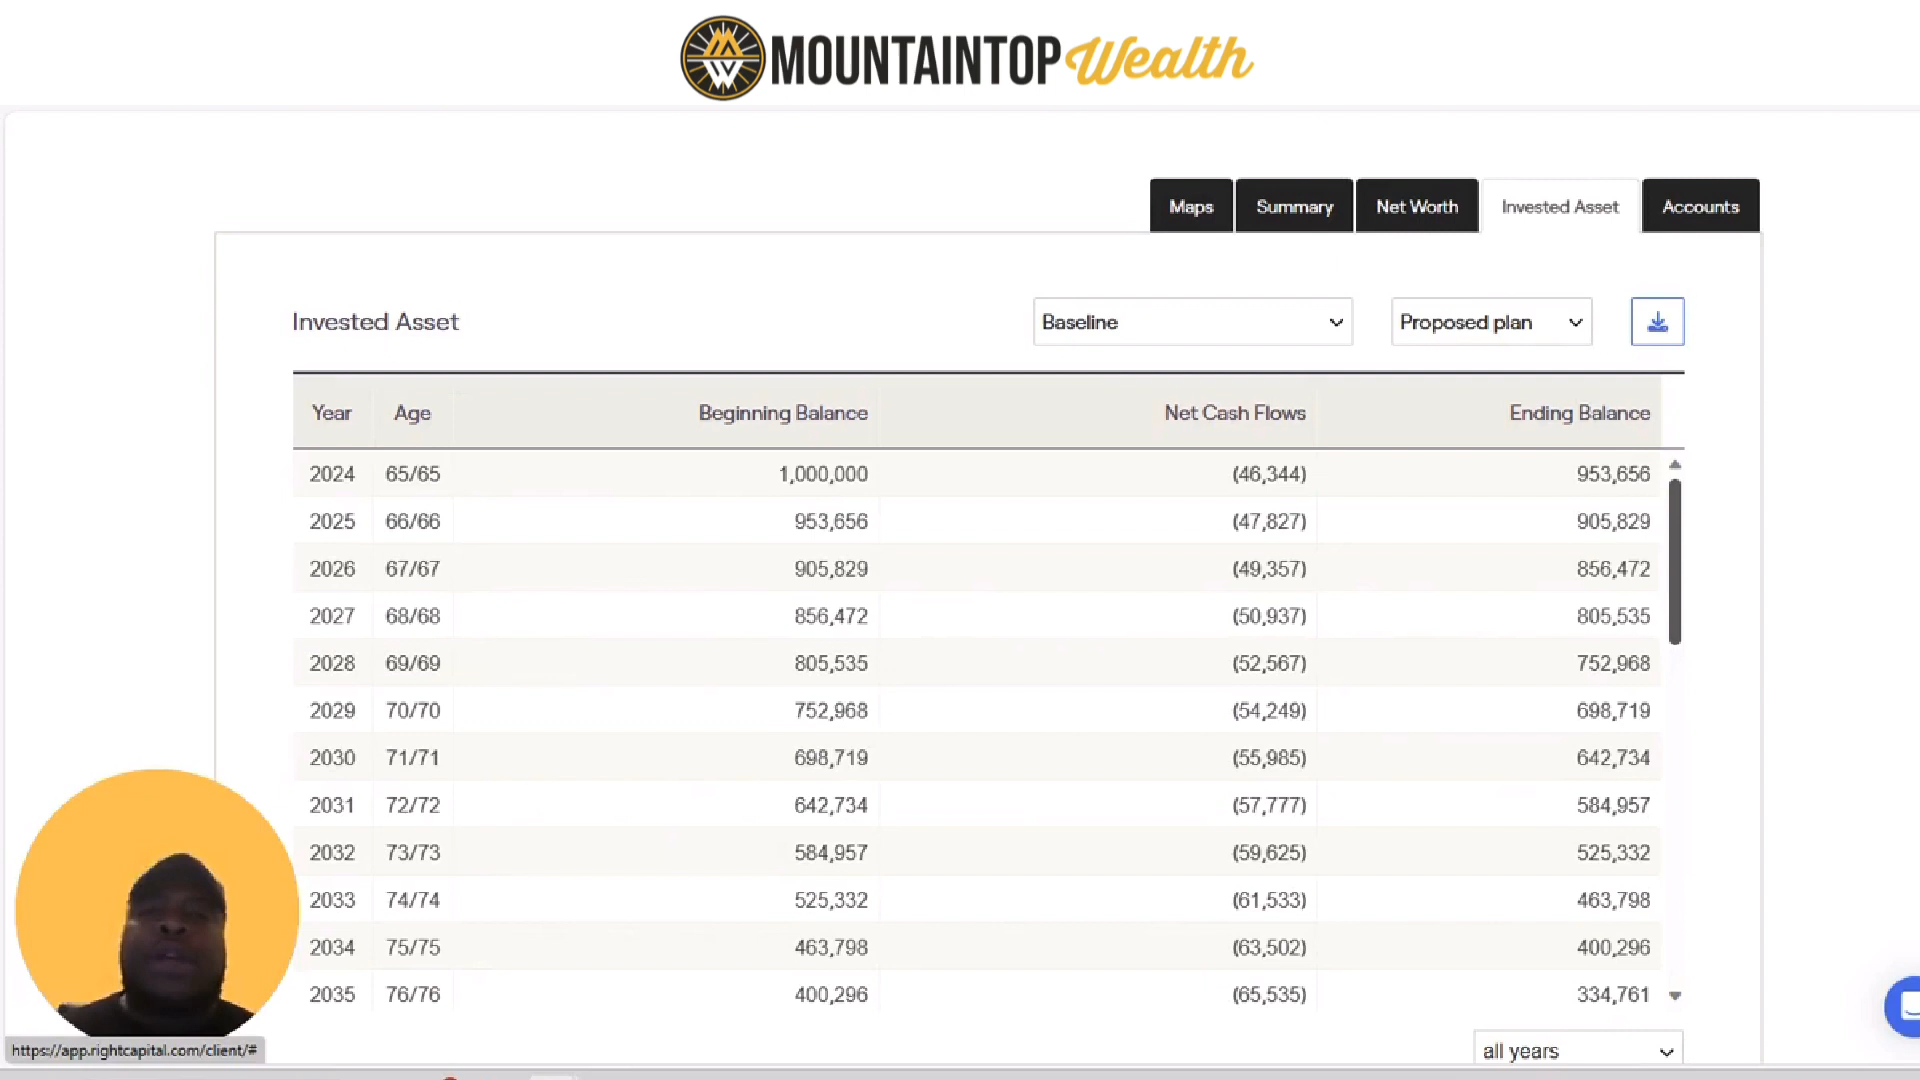 MOUNTAINTOP Wealth
Maps Summary Net Worth Invested Asset Accounts
Invested Asset Baseline Proposed plan
Year Age Beginning Balance Net Cash Flows Ending Balance
2024 65/65 1,000,000 (46,344) 953,656
2025 66/66 953,656 (47,827) 905,829
2026 67/67 905,829 (49,357) 856,472
2027 68/68 856,472 (50,937) 805,535
2028 69/69 805,535 (52,567) 752,968
2029 70/70 752,968 (54,249) 698,719
2030 71/71 698,719 (55,985) 642,734
2031 72/72 642,734 (57,777) 584,957
2032 73/73 584,957 (59,625) 525,332
2033 74/74 525,332 (61,533) 463,798
2034 75/75 463,798 (63,502) 400,296
2035 76/76 400,296 (65,535) 334,761
https://app.rightcapital.com/client/#
all years